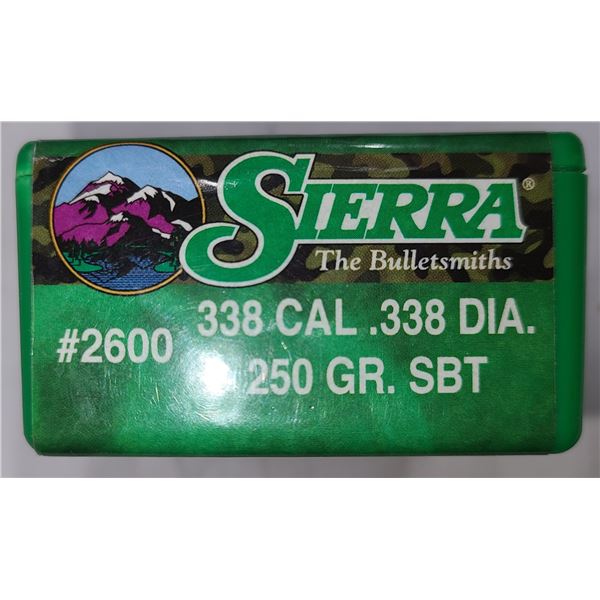 SIERRA®
The Bulletsmiths
#2600
338 CAL .338 DIA.
250 GR. SBT